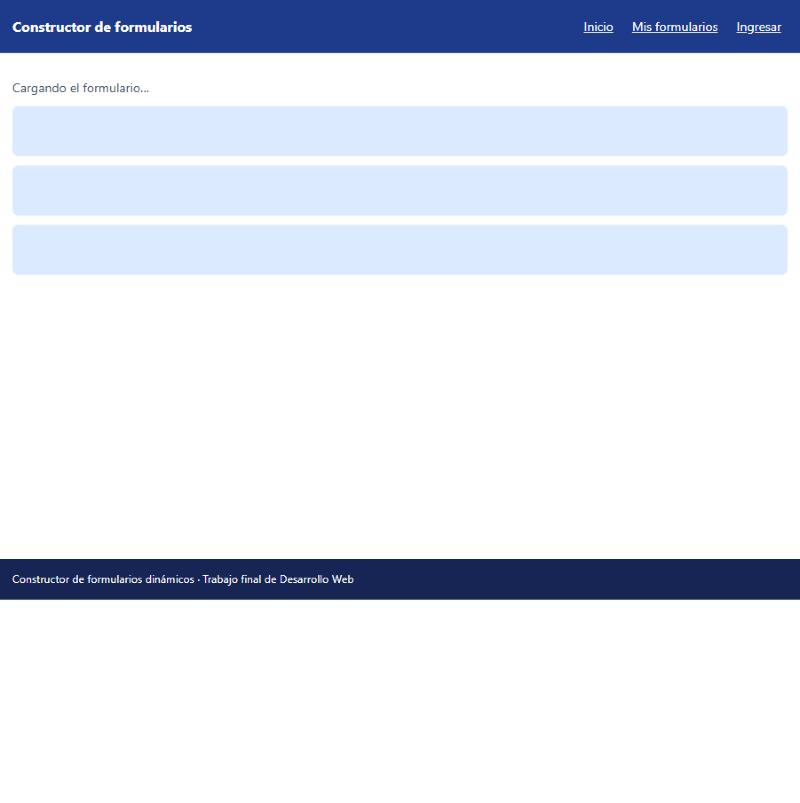 Constructor de formularios
Inicio Mis formularios Ingresar
Cargando el formulario...
Constructor de formularios dinámicos · Trabajo final de Desarrollo Web